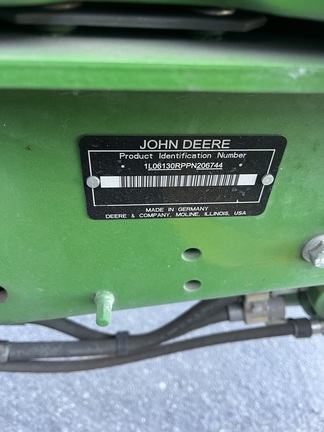 JOHN DEERE
Product Identification Number
* 1L06130RPPN206744 *
MADE IN GERMANY
DEERE & COMPANY, MOLINE, ILLINOIS, USA